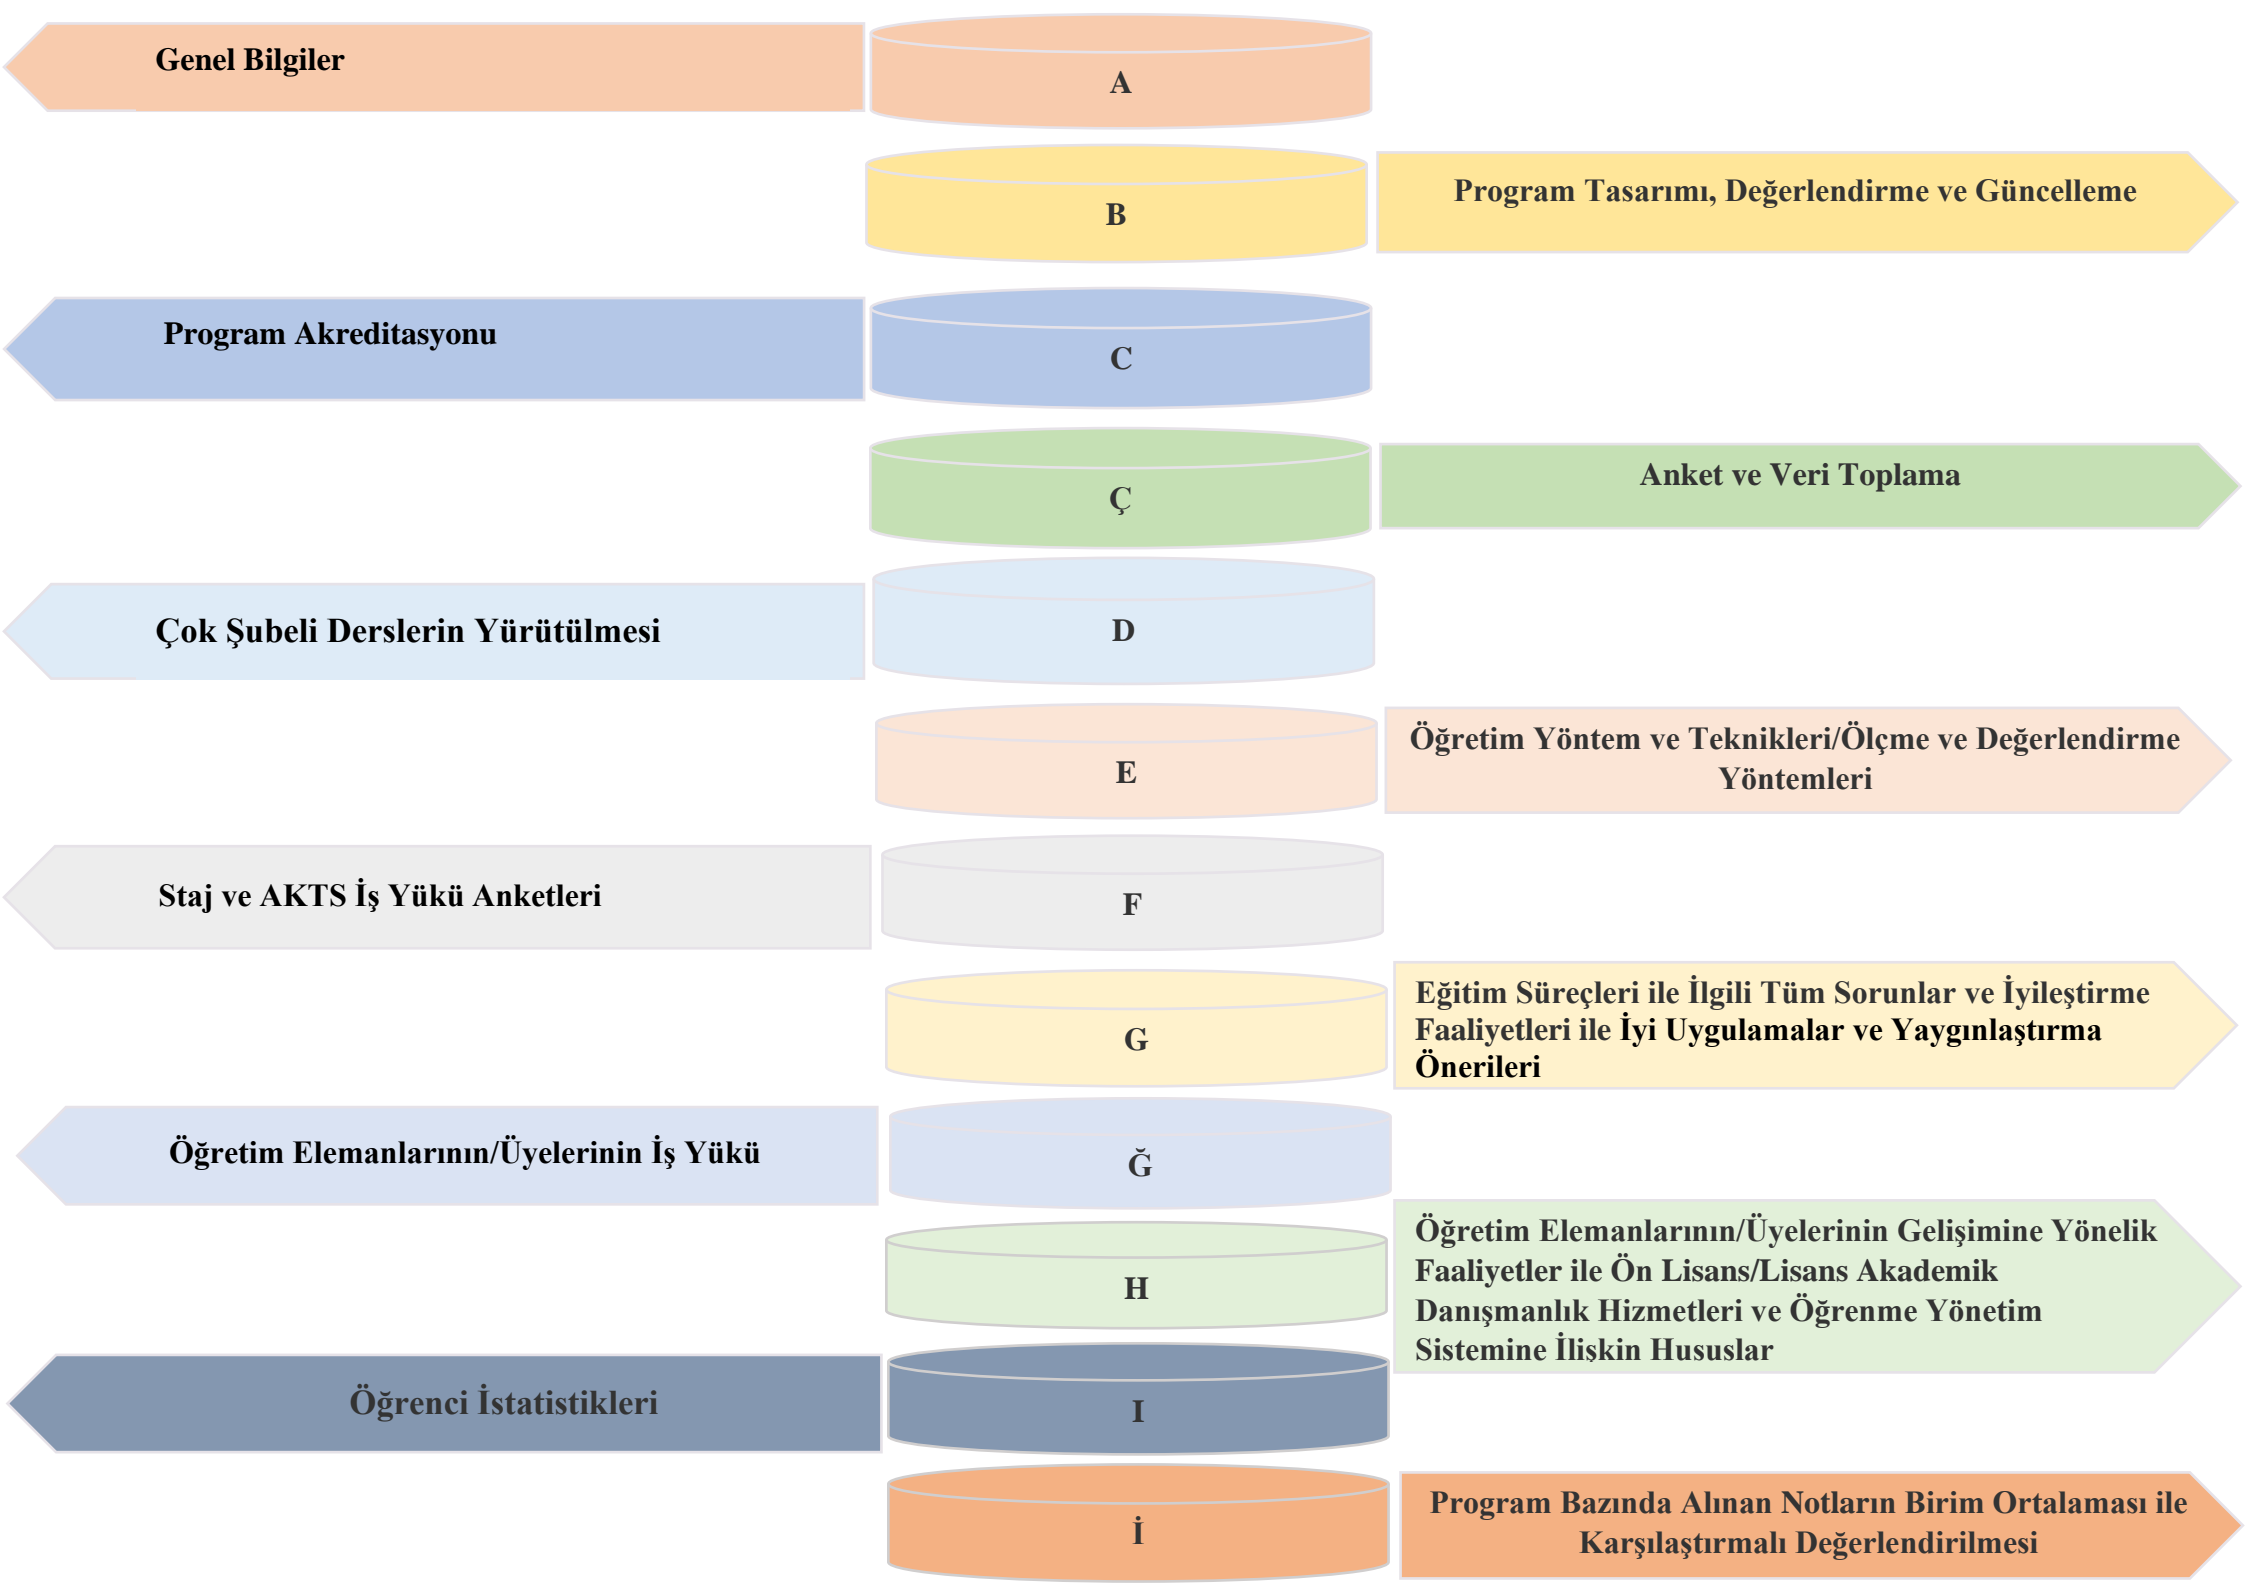 Genel Bilgiler
A
B
Program Tasarımı, Değerlendirme ve Güncelleme
Program Akreditasyonu
C
Ç
Anket ve Veri Toplama
Çok Şubeli Derslerin Yürütülmesi
D
E
Öğretim Yöntem ve Teknikleri/Ölçme ve Değerlendirme
Yöntemleri
Staj ve AKTS İş Yükü Anketleri
F
G
Eğitim Süreçleri ile İlgili Tüm Sorunlar ve İyileştirme
Faaliyetleri ile İyi Uygulamalar ve Yaygınlaştırma
Önerileri
Öğretim Elemanlarının/Üyelerinin İş Yükü
Ğ
H
Öğretim Elemanlarının/Üyelerinin Gelişimine Yönelik
Faaliyetler ile Ön Lisans/Lisans Akademik
Danışmanlık Hizmetleri ve Öğrenme Yönetim
Sistemine İlişkin Hususlar
Öğrenci İstatistikleri
I
İ
Program Bazında Alınan Notların Birim Ortalaması ile
Karşılaştırmalı Değerlendirilmesi